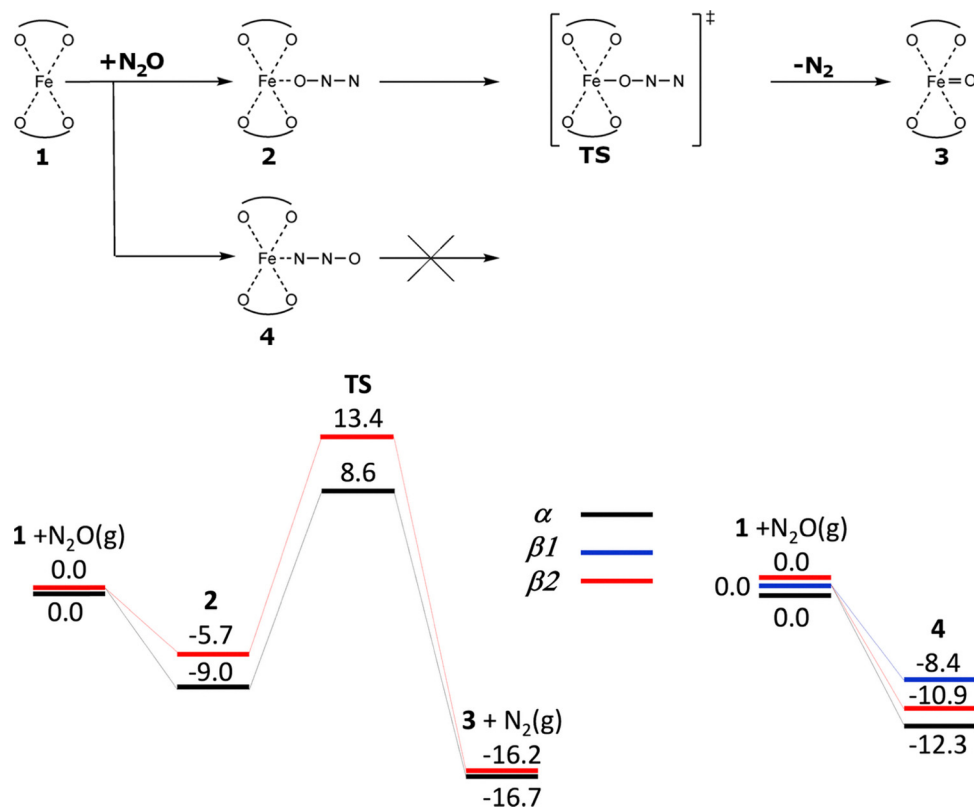 O O
+N₂O
Fe
O O
1
O O
Fe O N N
O O
2
O O
Fe O N N
O O
TS
‡
-N₂
O O
Fe=O
O O
3
O O
Fe N N O
O O
4
TS
13.4
8.6
1 +N₂O(g)
0.0
0.0
2
-5.7
-9.0
3 + N₂(g)
-16.2
-16.7
α
β1
β2
1 +N₂O(g)
0.0
0.0
0.0
4
-8.4
-10.9
-12.3